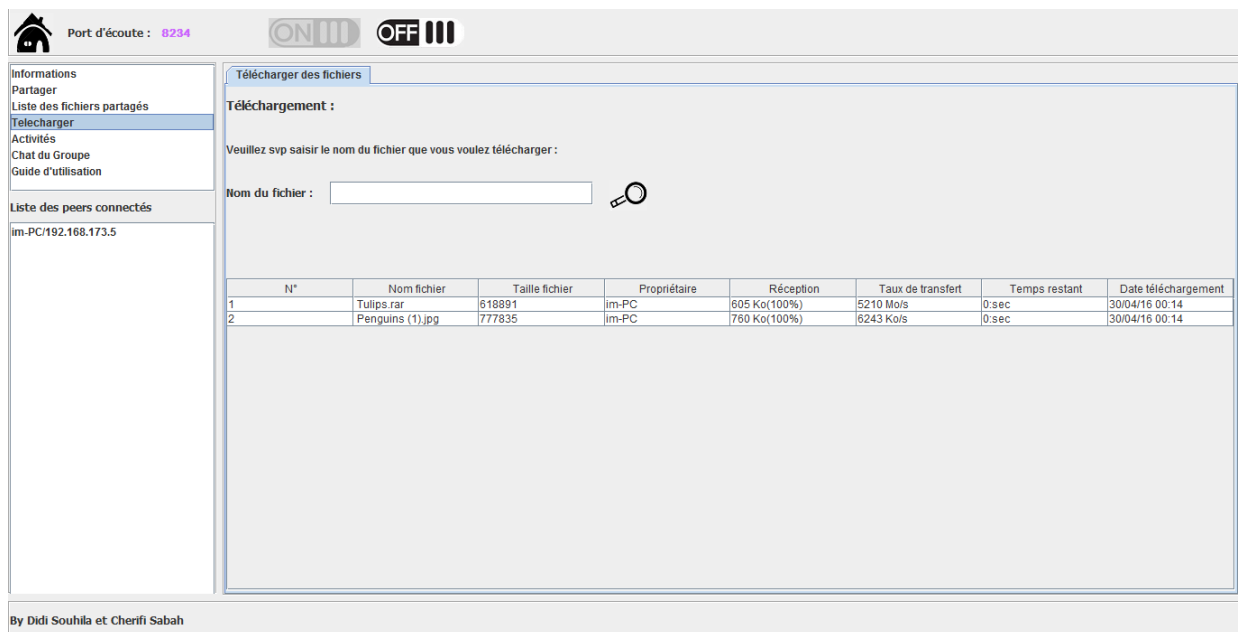 Port d'écoute : 8234 ON OFF
Informations
Partager
Liste des fichiers partagés
Telecharger
Activités
Chat du Groupe
Guide d'utilisation
Liste des peers connectés
im-PC/192.168.173.5
Télécharger des fichiers
Téléchargement :
Veuillez svp saisir le nom du fichier que vous voulez télécharger :
Nom du fichier :
N° Nom fichier Taille fichier Propriétaire Réception Taux de transfert Temps restant Date téléchargement
1 Tulips.rar 618891 im-PC 605 Ko(100%) 5210 Mo/s 0:sec 30/04/16 00:14
2 Penguins (1).jpg 777835 im-PC 760 Ko(100%) 6243 Ko/s 0:sec 30/04/16 00:14
By Didi Souhila et Cherifi Sabah